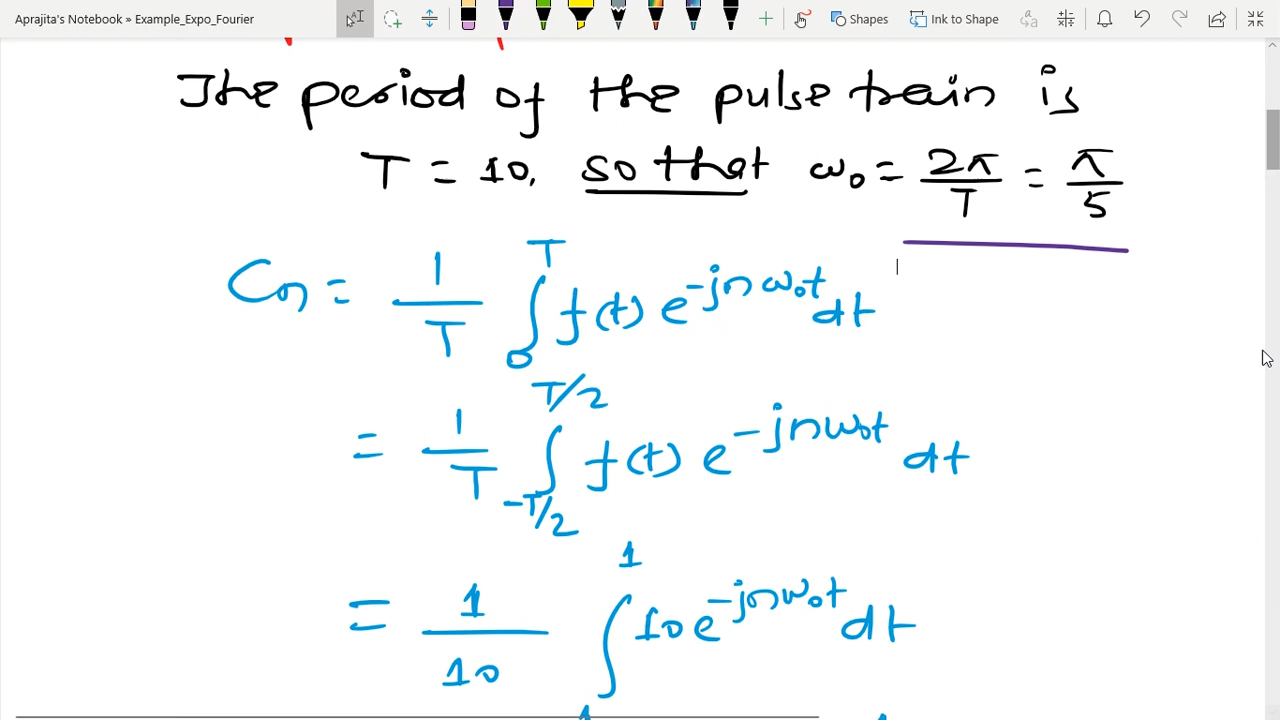 Aprajita's Notebook » Example_Expo_Fourier
Shapes
Ink to Shape
The period of the pulse train is
T = 10, so that ω₀ = 2π/T = π/5
Cn = 1/T ∫₀ᵀ f(t) e^{-jnω₀t} dt
= 1/T ∫_{-T/2}^{T/2} f(t) e^{-jnω₀t} dt
= 1/10 ∫^{1} 10 e^{-jnω₀t} dt